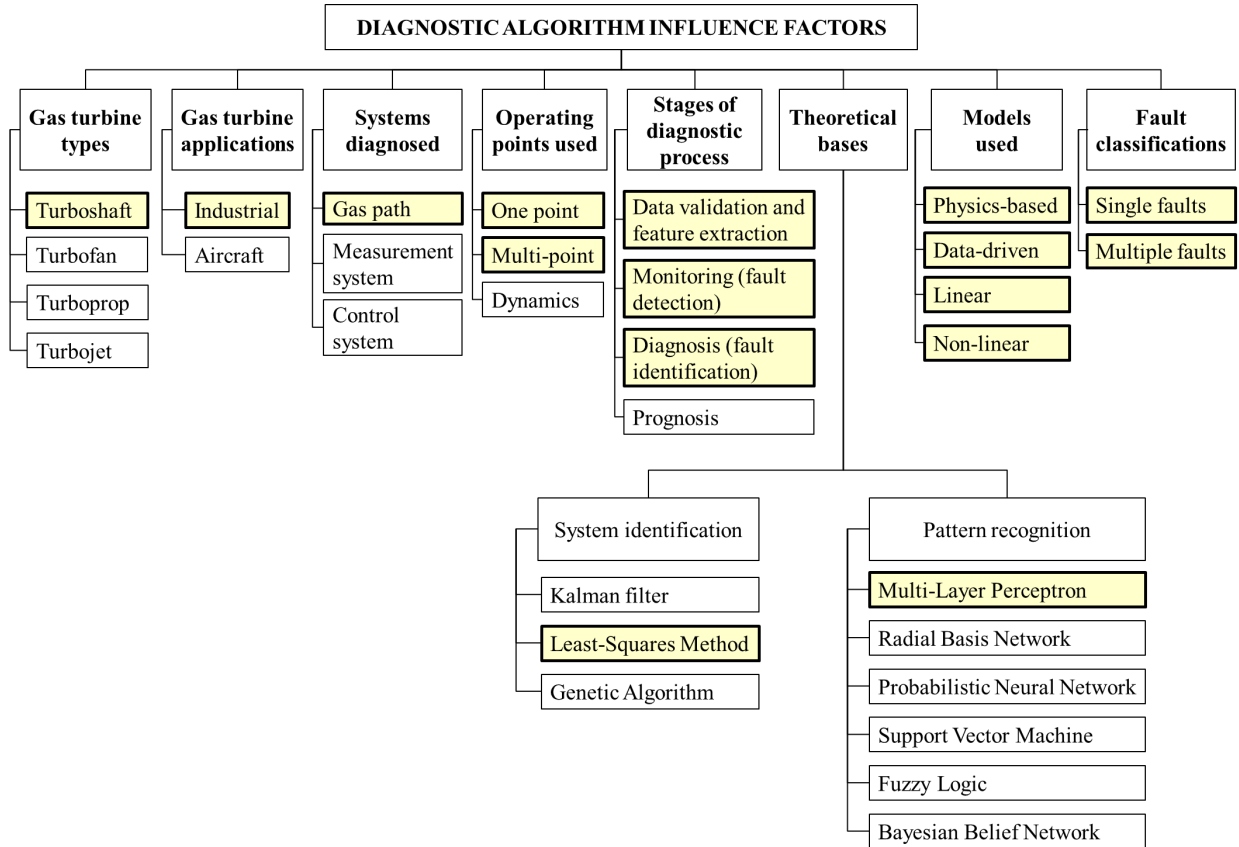 DIAGNOSTIC ALGORITHM INFLUENCE FACTORS
Gas turbine
types
Turboshaft
Turbofan
Turboprop
Turbojet
Gas turbine
applications
Industrial
Aircraft
Systems
diagnosed
Gas path
Measurement
system
Control
system
Operating
points used
One point
Multi-point
Dynamics
Stages of
diagnostic
process
Data validation and
feature extraction
Monitoring (fault
detection)
Diagnosis (fault
identification)
Prognosis
Theoretical
bases
Models
used
Physics-based
Data-driven
Linear
Non-linear
Fault
classifications
Single faults
Multiple faults
System identification
Kalman filter
Least-Squares Method
Genetic Algorithm
Pattern recognition
Multi-Layer Perceptron
Radial Basis Network
Probabilistic Neural Network
Support Vector Machine
Fuzzy Logic
Bayesian Belief Network